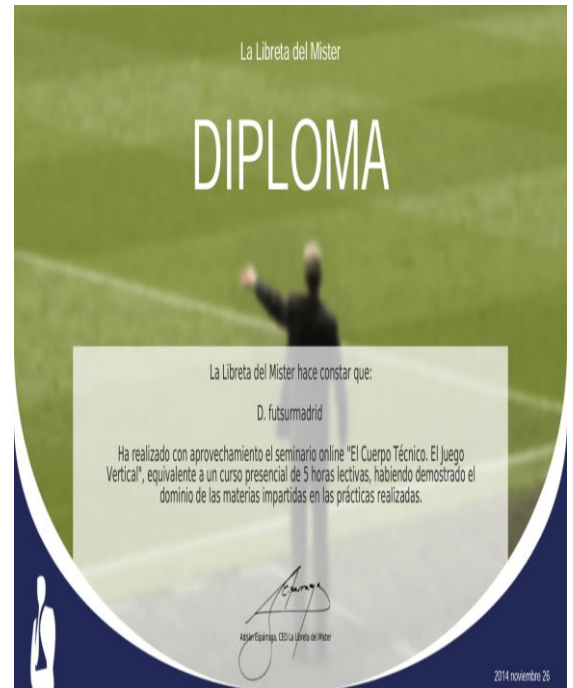 La Libreta del Mister
DIPLOMA
La Libreta del Mister hace constar que:
D. futsurmadrid
Ha realizado con aprovechamiento el seminario online "El Cuerpo Técnico. El Juego
Vertical", equivalente a un curso presencial de 5 horas lectivas, habiendo demostrado el
dominio de las materias impartidas en las prácticas realizadas.
Adrián Espárraga, CEO La Libreta del Mister
2014 noviembre 26